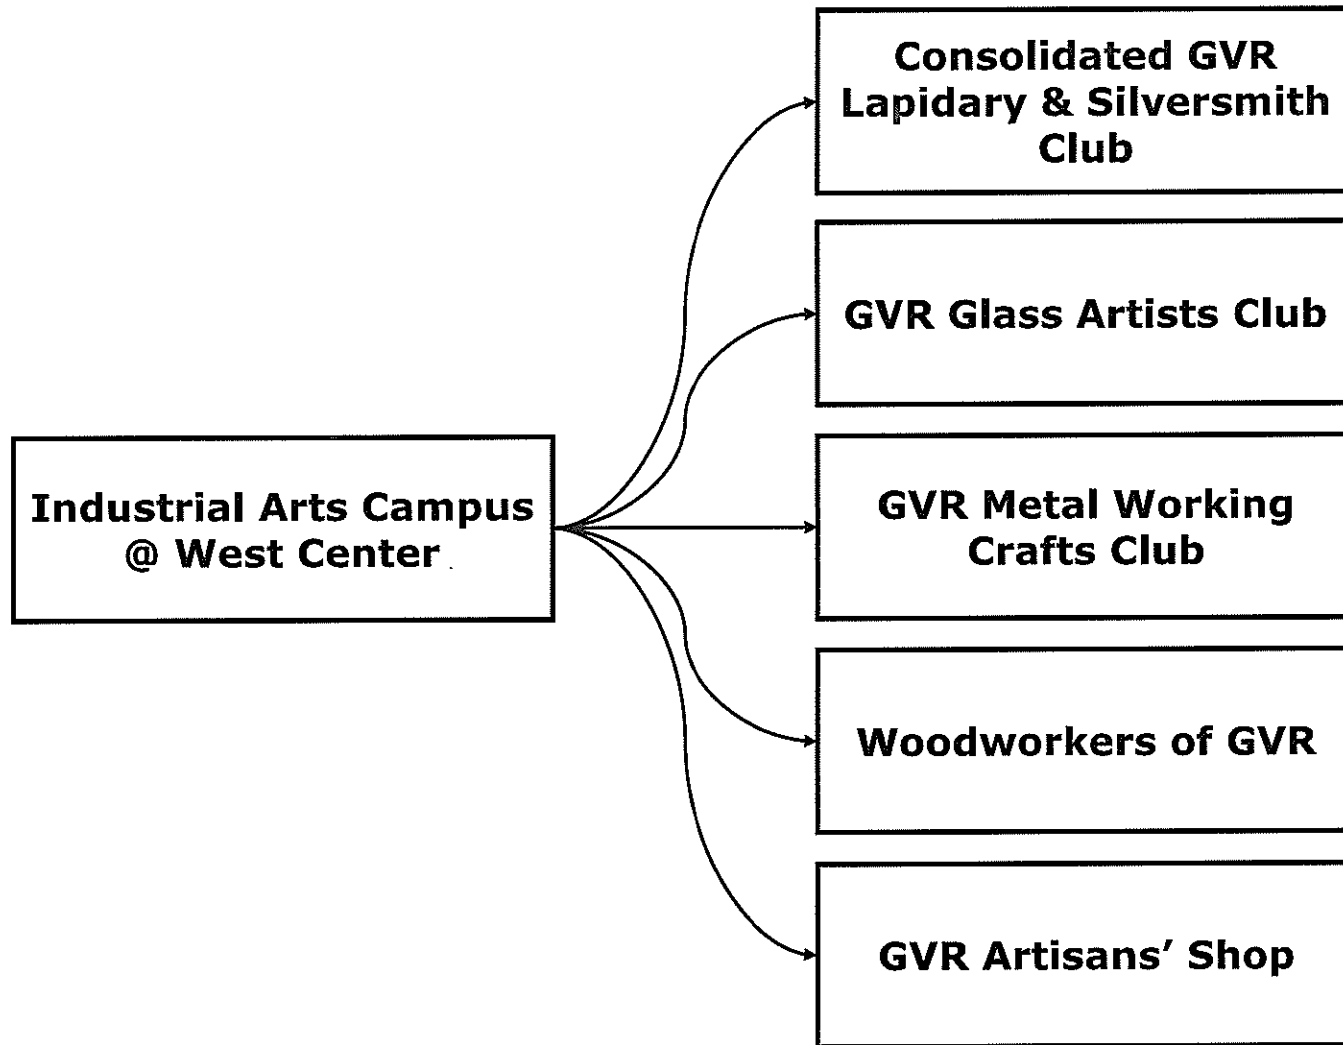 Consolidated GVR
Lapidary & Silversmith
Club
GVR Glass Artists Club
Industrial Arts Campus
@ West Center
GVR Metal Working
Crafts Club
Woodworkers of GVR
GVR Artisans’ Shop